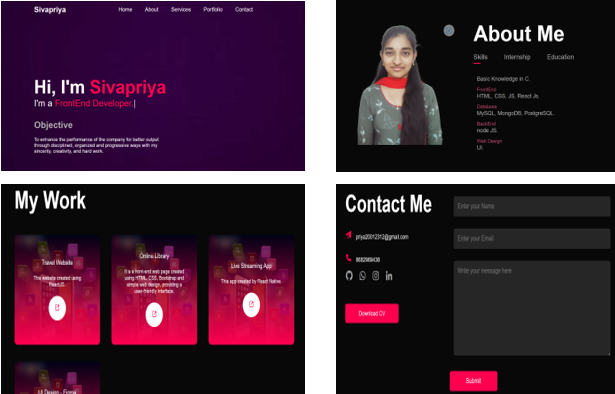 Sivapriya
Home About Services Portfolio Contact
Hi, I'm Sivapriya
I'm a FrontEnd Developer.|
Objective
To enhance the performance of the company for better output
through disciplined, organized and progressive ways with my
sincerity, creativity, and hard work.
About Me
Skills Internship Education
Basic Knowledge in C.
FrontEnd
HTML, CSS, JS, React Js.
Database
MySQL, MongoDB, PostgreSQL.
BackEnd
node JS.
Web Design
UI.
My Work
Travel Website
This website created using
ReactJS.
Online Library
It is a front-end web page created
using HTML, CSS, Bootstrap and
simple web design, providing a
user-friendly interface.
Live Streaming App
This app created by React Native.
UI Design - Figma
Contact Me
priya20012312@gmail.com
Download CV
Enter your Name
Enter your Email
Write your message here
Submit